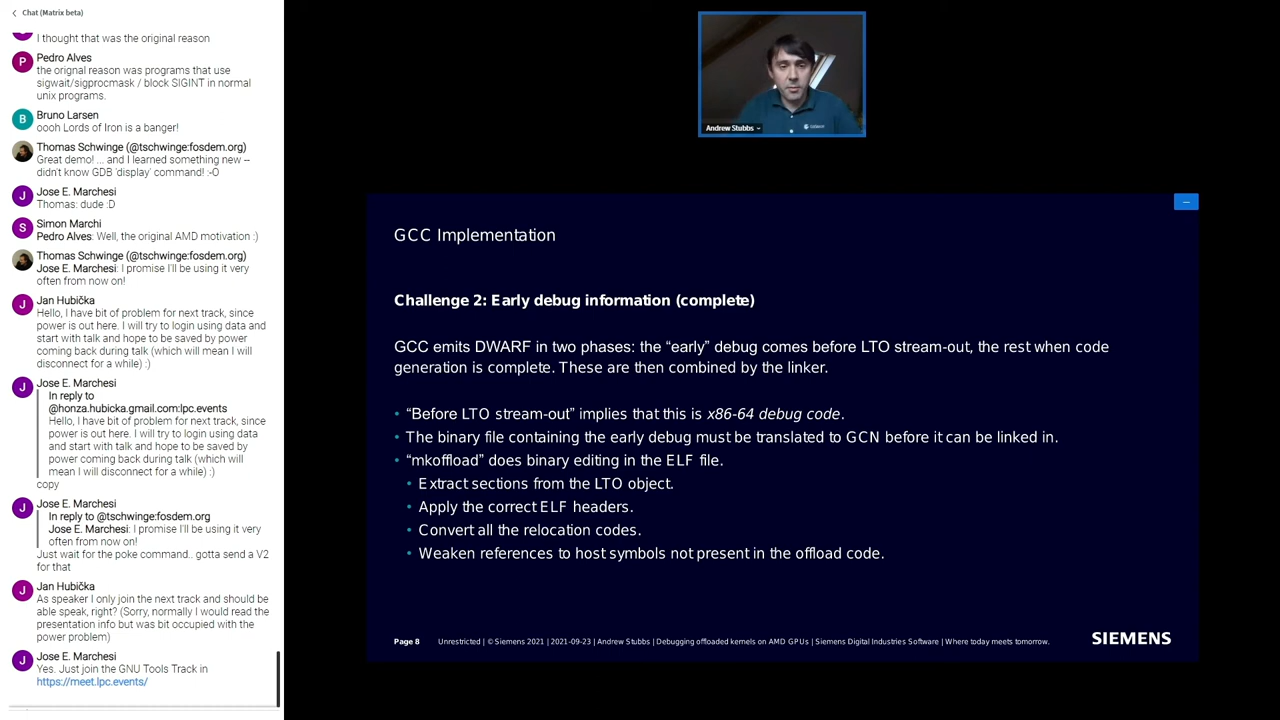 Chat (Matrix beta)
I thought that was the original reason
P
Pedro Alves
the orignal reason was programs that use
sigwait/sigprocmask / block SIGINT in normal
unix programs.
B
Bruno Larsen
oooh Lords of Iron is a banger!
Thomas Schwinge (@tschwinge:fosdem.org)
Great demo! ... and I learned something new --
didn't know GDB 'display' command! :-O
J
Jose E. Marchesi
Thomas: dude :D
S
Simon Marchi
Pedro Alves: Well, the original AMD motivation :)
Thomas Schwinge (@tschwinge:fosdem.org)
Jose E. Marchesi: I promise I'll be using it very
often from now on!
J
Jan Hubička
Hello, I have bit of problem for next track, since
power is out here. I will try to login using data and
start with talk and hope to be saved by power
coming back during talk (which will mean I will
disconnect for a while) :)
J
Jose E. Marchesi
In reply to
@honza.hubicka.gmail.com:lpc.events
Hello, I have bit of problem for next track, since
power is out here. I will try to login using data
and start with talk and hope to be saved by
power coming back during talk (which will
mean I will disconnect for a while) :)
copy
J
Jose E. Marchesi
In reply to @tschwinge:fosdem.org
Jose E. Marchesi: I promise I'll be using it very
often from now on!
Just wait for the poke command.. gotta send a V2
for that
J
Jan Hubička
As speaker I only join the next track and should be
able speak, right? (Sorry, normally I would read the
presentation info but was bit occupied with the
power problem)
J
Jose E. Marchesi
Yes. Just join the GNU Tools Track in
https://meet.lpc.events/
Andrew Stubbs
GCC Implementation
Challenge 2: Early debug information (complete)
GCC emits DWARF in two phases: the “early” debug comes before LTO stream-out, the rest when code
generation is complete. These are then combined by the linker.
• “Before LTO stream-out” implies that this is x86-64 debug code.
• The binary file containing the early debug must be translated to GCN before it can be linked in.
• “mkoffload” does binary editing in the ELF file.
• Extract sections from the LTO object.
• Apply the correct ELF headers.
• Convert all the relocation codes.
• Weaken references to host symbols not present in the offload code.
Page 8 Unrestricted | © Siemens 2021 | 2021-09-23 | Andrew Stubbs | Debugging offloaded kernels on AMD GPUs | Siemens Digital Industries Software | Where today meets tomorrow.
SIEMENS